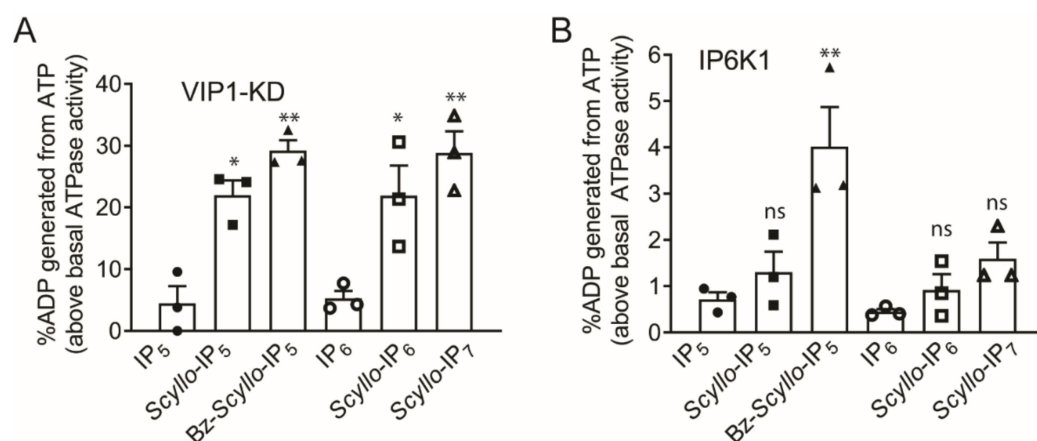 A
%ADP generated from ATP
(above basal ATPase activity)
VIP1-KD
40
30
20
10
0
*
**
*
**
IP5
Scyllo-IP5
Bz-Scyllo-IP5
IP6
Scyllo-IP6
Scyllo-IP7
B
%ADP generated from ATP
(above basal ATPase activity)
IP6K1
6
5
4
3
2
1
0
ns
**
ns
ns
IP5
Scyllo-IP5
Bz-Scyllo-IP5
IP6
Scyllo-IP6
Scyllo-IP7